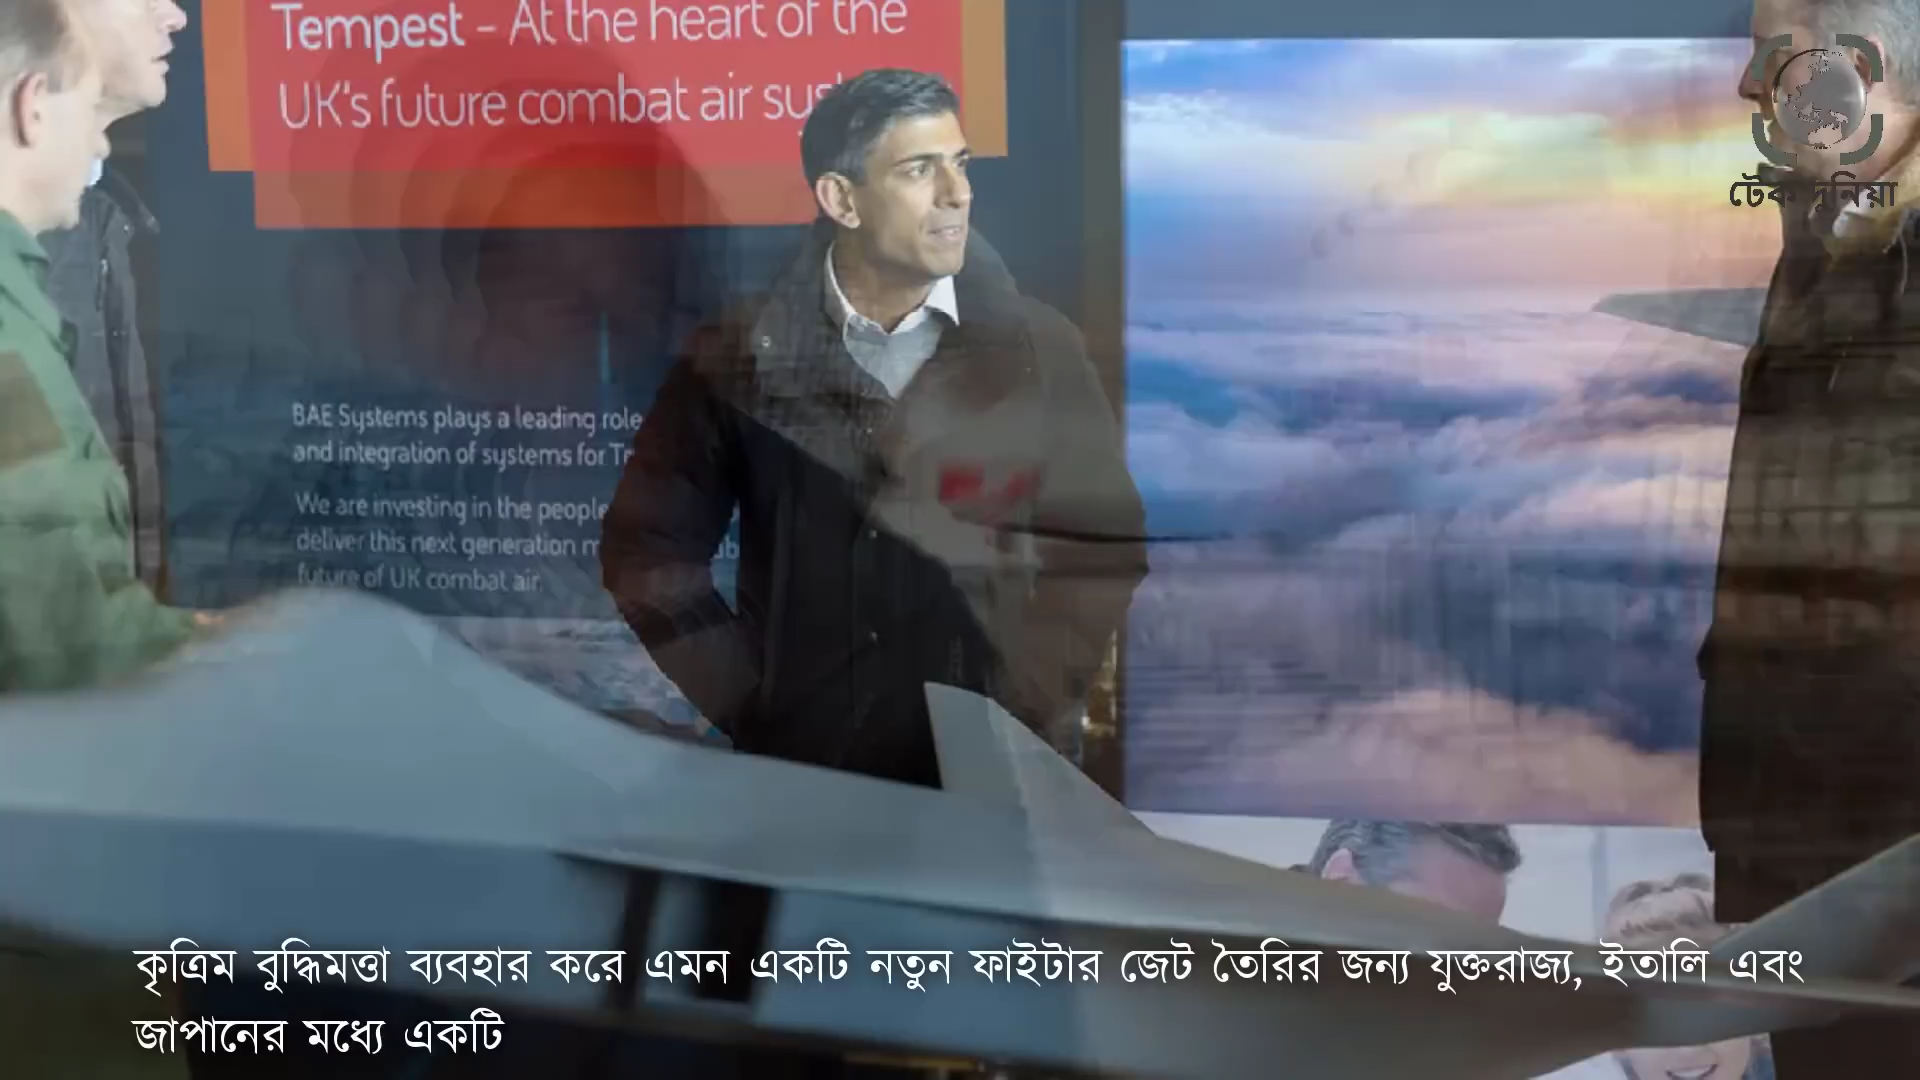 Tempest - At the heart of the
UK's future combat air
টেক দুনিয়া
BAE Systems plays a leading role
and integration of systems for
We are investing in the people
deliver this next generation
future of UK combat air.
কৃত্রিম বুদ্ধিমত্তা ব্যবহার করে এমন একটি নতুন ফাইটার জেট তৈরির জন্য যুক্তরাজ্য, ইতালি এবং
জাপানের মধ্যে একটি